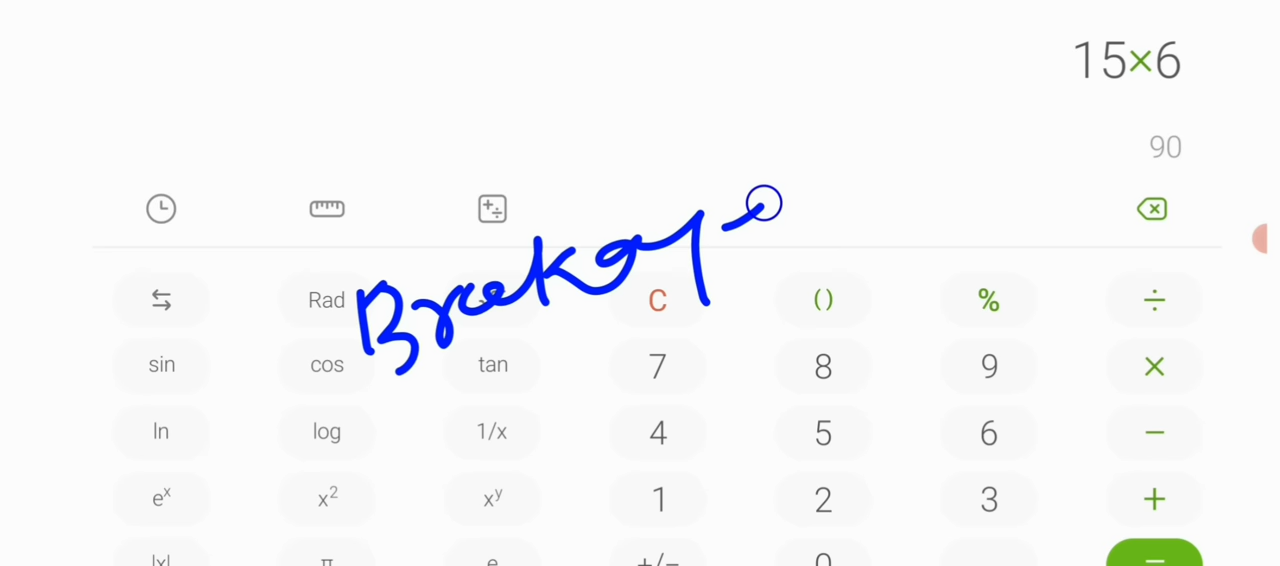 15×6
90
Rad C () % ÷
sin cos tan 7 8 9 ×
ln log 1/x 4 5 6 −
eˣ x² xʸ 1 2 3 +
|x| π e +/− 0 =